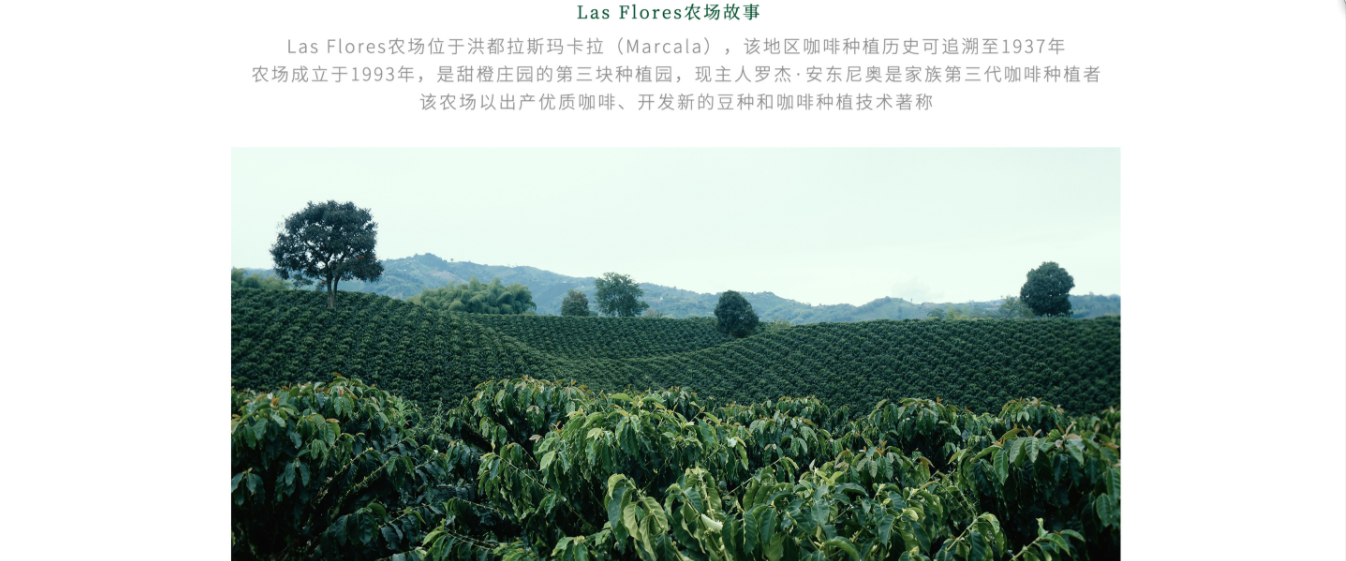 Las Flores农场故事
Las Flores农场位于洪都拉斯玛卡拉（Marcala），该地区咖啡种植历史可追溯至1937年
农场成立于1993年，是甜橙庄园的第三块种植园，现主人罗杰·安东尼奥是家族第三代咖啡种植者
该农场以出产优质咖啡、开发新的豆种和咖啡种植技术著称